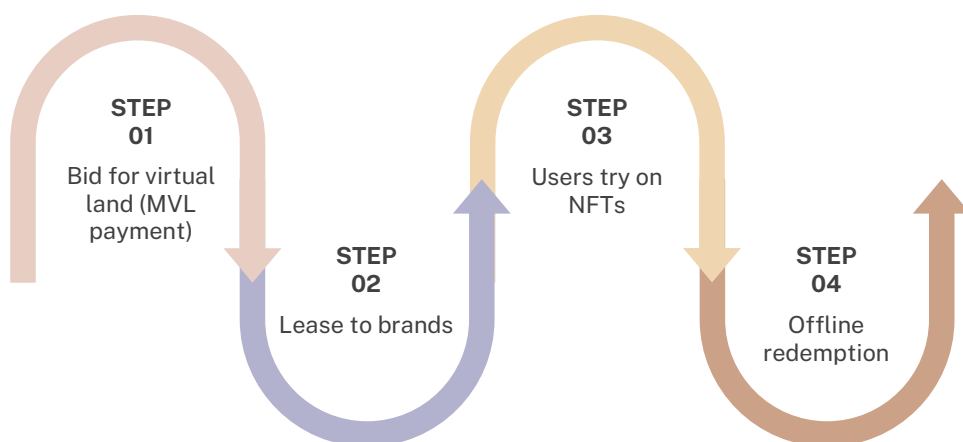 STEP
01
Bid for virtual
land (MVL
payment)
STEP
02
Lease to brands
STEP
03
Users try on
NFTs
STEP
04
Offline
redemption